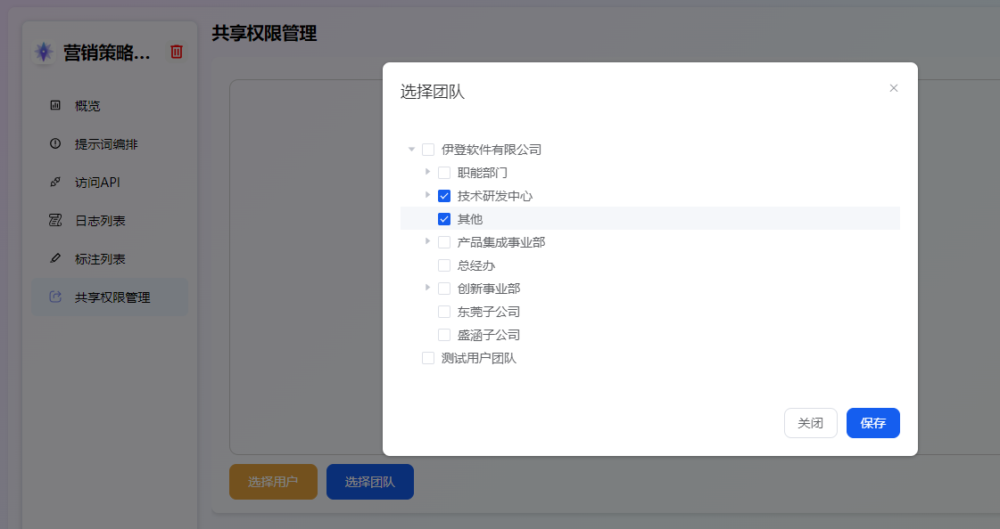 营销策略...
概览
提示词编排
访问API
日志列表
标注列表
共享权限管理
共享权限管理
选择团队
伊登软件有限公司
职能部门
技术研发中心
其他
产品集成事业部
总经办
创新事业部
东莞子公司
盛涵子公司
测试用户团队
关闭
保存
选择用户
选择团队